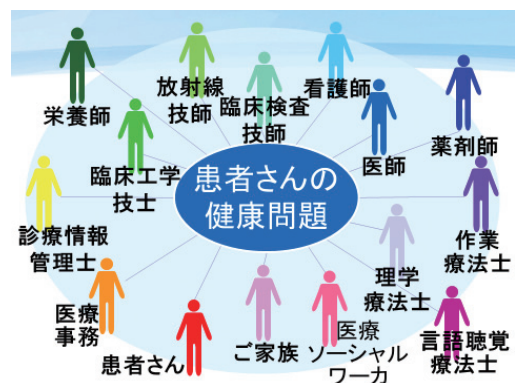 栄養師
放射線
技師
臨床検査
技師
看護師
医師
薬剤師
臨床工学
技士
患者さんの
健康問題
診療情報
管理士
作業
療法士
理学
療法士
医療
事務
患者さん
ご家族
医療
ソーシャル
ワーカ
言語聴覚
療法士